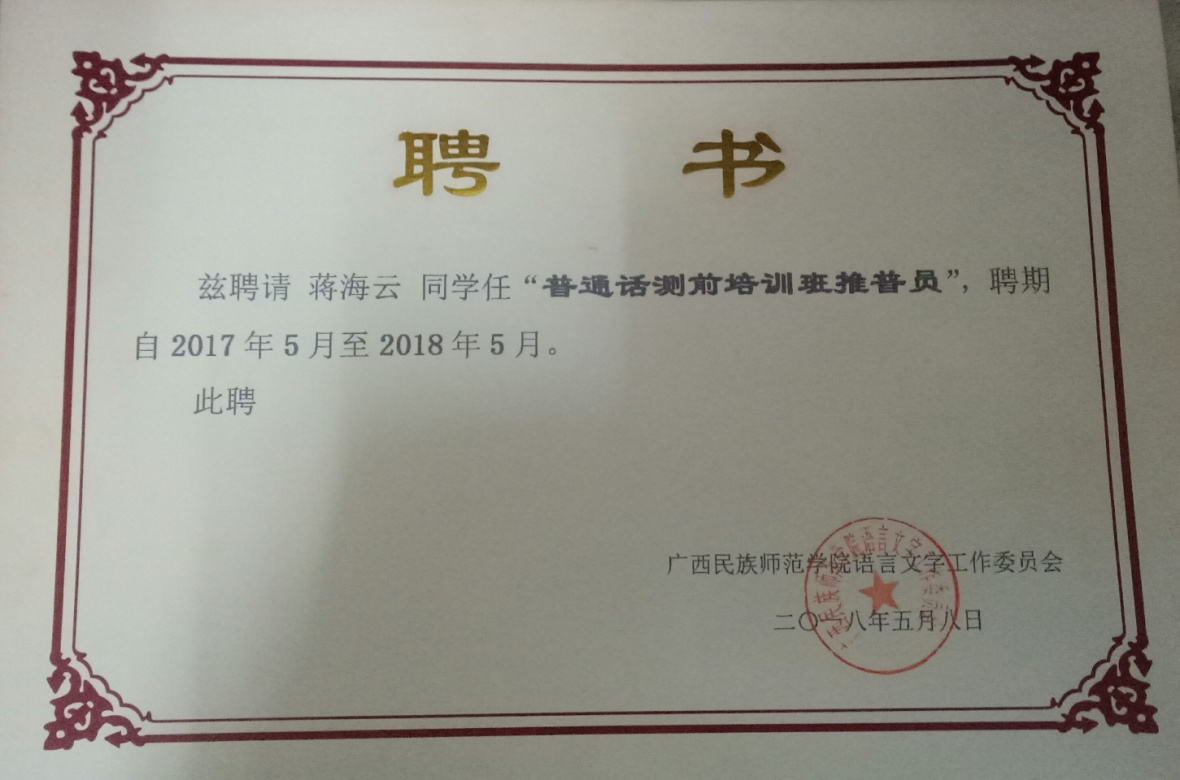 聘 书
兹聘请 蒋海云 同学任“普通话测前培训班推普员”，聘期
自 2017 年 5 月至 2018 年 5 月。
此聘
广西民族师范学院语言文字工作委员会
二〇一八年五月八日